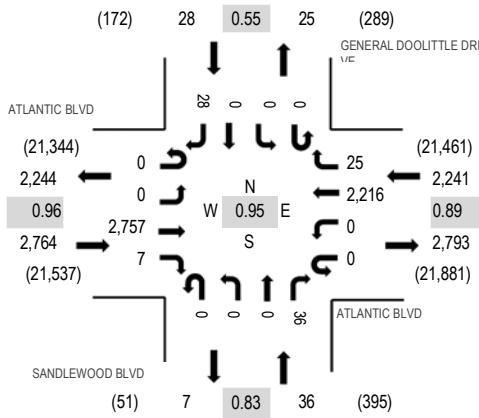 (172) 28 0.55 25 (289)
GENERAL DOOLITTLE DRI
VE
ATLANTIC BLVD
28 0 0 0
(21,344) (21,461)
0 25
2,244 2,241
0 N 2,216
0.96 W 0.95 E 0.89
2,764 2,757 S 0 2,793
7 0
(21,537) (21,881)
0 0 0 36
ATLANTIC BLVD
SANDLEWOOD BLVD
(51) 7 0.83 36 (395)